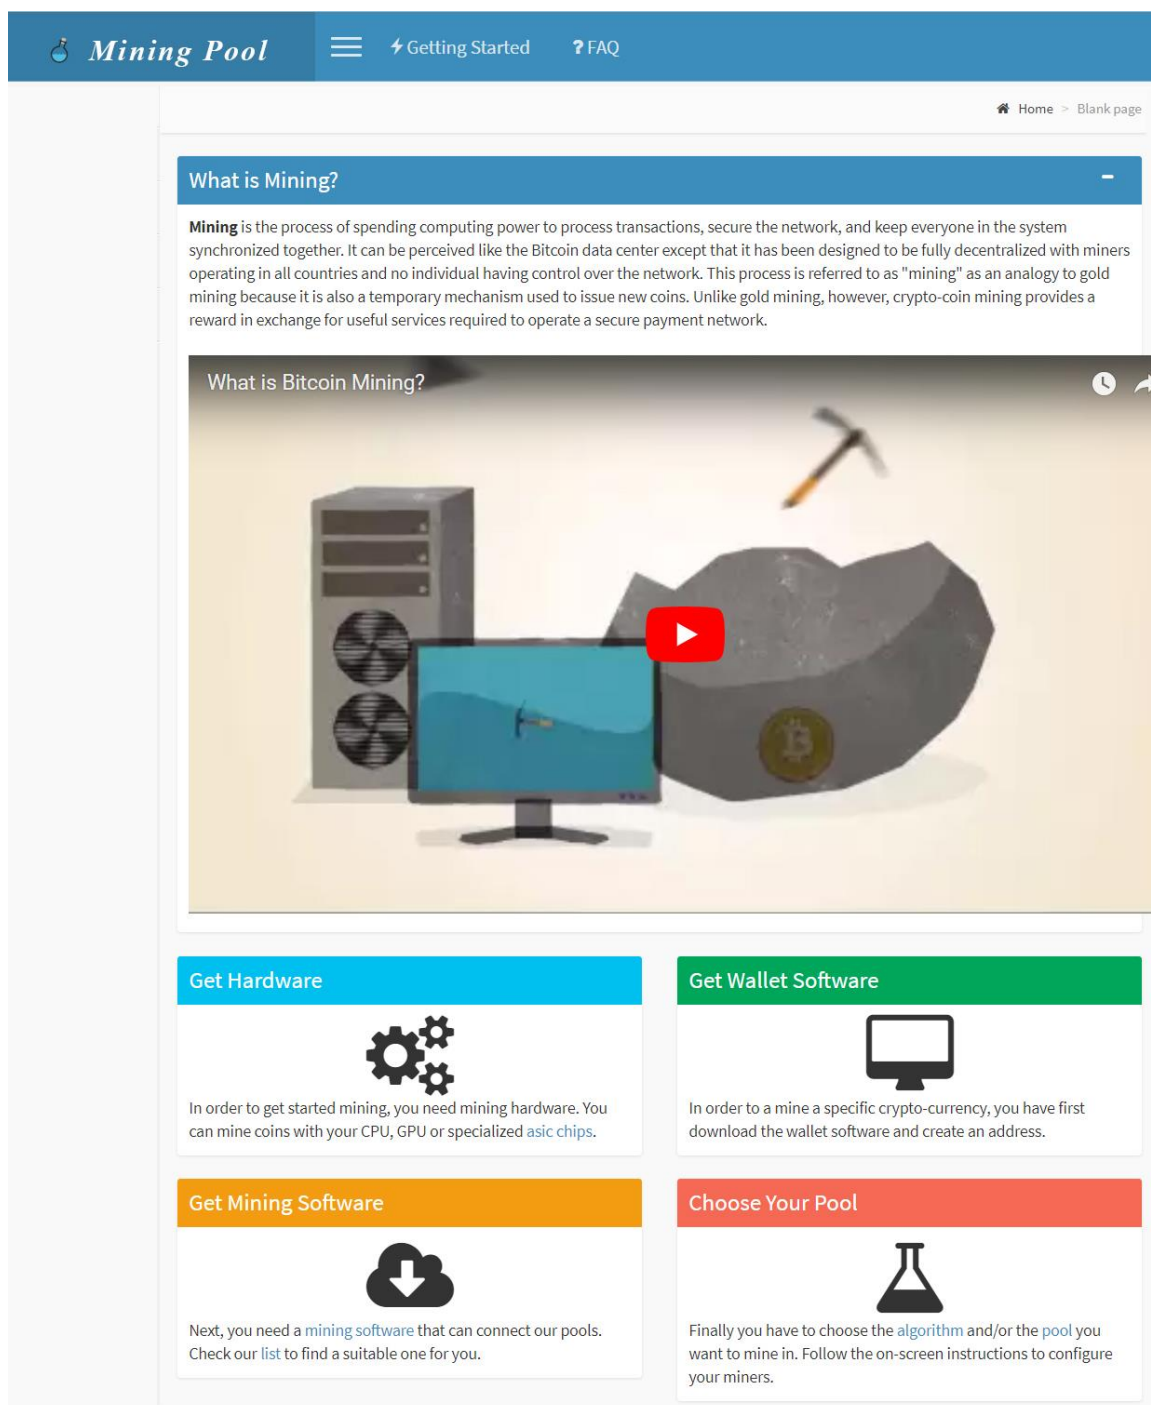 Mining Pool
Getting Started
? FAQ
Home > Blank page
What is Mining?
Mining is the process of spending computing power to process transactions, secure the network, and keep everyone in the system
synchronized together. It can be perceived like the Bitcoin data center except that it has been designed to be fully decentralized with miners
operating in all countries and no individual having control over the network. This process is referred to as "mining" as an analogy to gold
mining because it is also a temporary mechanism used to issue new coins. Unlike gold mining, however, crypto-coin mining provides a
reward in exchange for useful services required to operate a secure payment network.
What is Bitcoin Mining?
Get Hardware
In order to get started mining, you need mining hardware. You
can mine coins with your CPU, GPU or specialized asic chips.
Get Wallet Software
In order to a mine a specific crypto-currency, you have first
download the wallet software and create an address.
Get Mining Software
Next, you need a mining software that can connect our pools.
Check our list to find a suitable one for you.
Choose Your Pool
Finally you have to choose the algorithm and/or the pool you
want to mine in. Follow the on-screen instructions to configure
your miners.